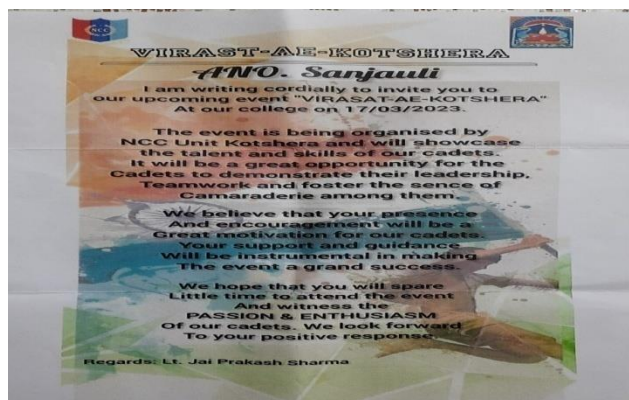 NCC
VIRAST-AE-KOTSHERA
ANO. Sanjauli
I am writing cordially to invite you to
our upcoming event "VIRASAT-AE-KOTSHERA"
At our college on 17/03/2023.
The event is being organised by
NCC Unit Kotshera and will showcase
the talent and skills of our cadets.
It will be a great opportunity for the
Cadets to demonstrate their leadership,
Teamwork and foster the sence of
Camaraderie among them.
We believe that your presence
And encouragement will be a
Great motivation for our cadets.
Your support and guidance
Will be instrumental in making
The event a grand success.
We hope that you will spare
Little time to attend the event
And witness the
PASSION & ENTHUSIASM
Of our cadets. We look forward
To your positive response.
Regards: Lt. Jai Prakash Sharma